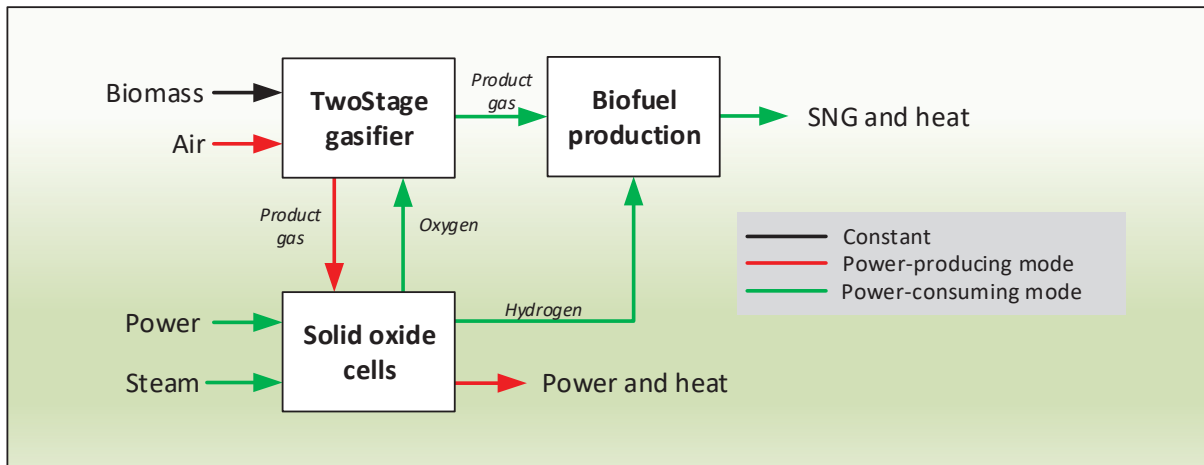 Biomass
Air
TwoStage
gasifier
Product
gas
Biofuel
production
SNG and heat
Product
gas
Oxygen
Constant
Power-producing mode
Power-consuming mode
Power
Steam
Solid oxide
cells
Hydrogen
Power and heat